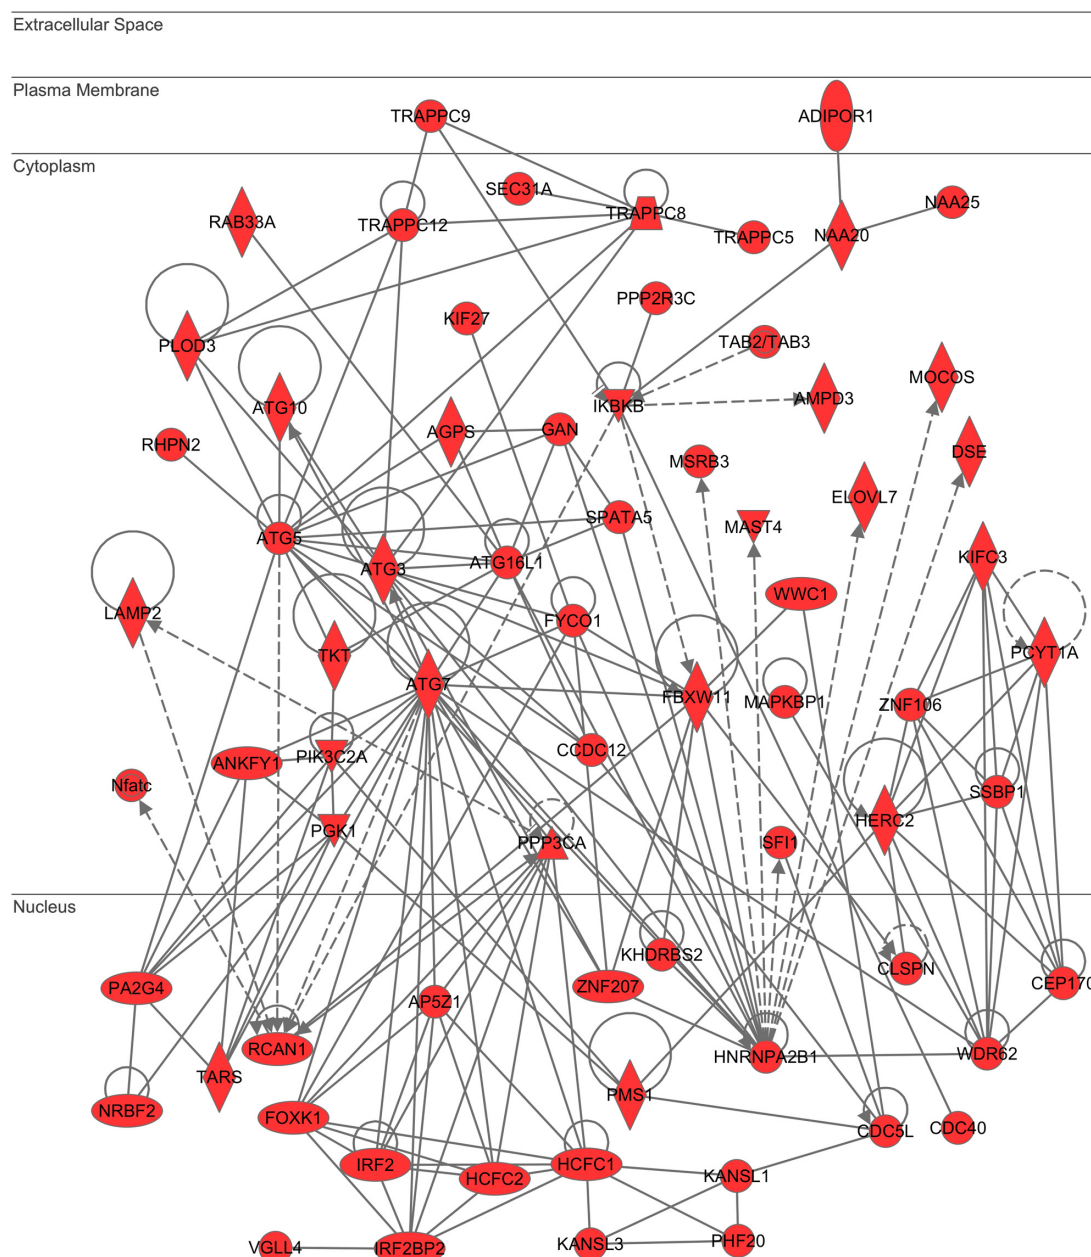 Extracellular Space
Plasma Membrane
TRAPPC9
ADIPOR1
Cytoplasm
SEC31A
NAA25
RAB33A
TRAPPC12
TRAPPC8
TRAPPC5
NAA20
PPP2R3C
KIF27
TAB2/TAB3
PLOD3
MOCOS
ATG10
IKBKB
AMPD3
AGPS
GAN
RHPN2
DSE
MSRB3
ELOVL7
SPATA5
MAST4
ATG5
KIFC3
ATG3
ATG16L1
WWC1
LAMP2
FYCO1
TKT
PCYT1A
ATG7
FBXW11
MAPKBP1
ZNF106
CCDC12
PIK3C2A
ANKFY1
Nfatc
SSBP1
HERC2
PGK1
PPP3CA
SFI1
Nucleus
KHDRBS2
CLSPN
CEP170
PA2G4
ZNF207
AP5Z1
RCAN1
HNRNPA2B1
WDR62
TARS
PMS1
NRBF2
FOXK1
CDC5L
CDC40
IRF2
HCFC1
HCFC2
KANSL1
VGLL4
IRF2BP2
KANSL3
PHF20